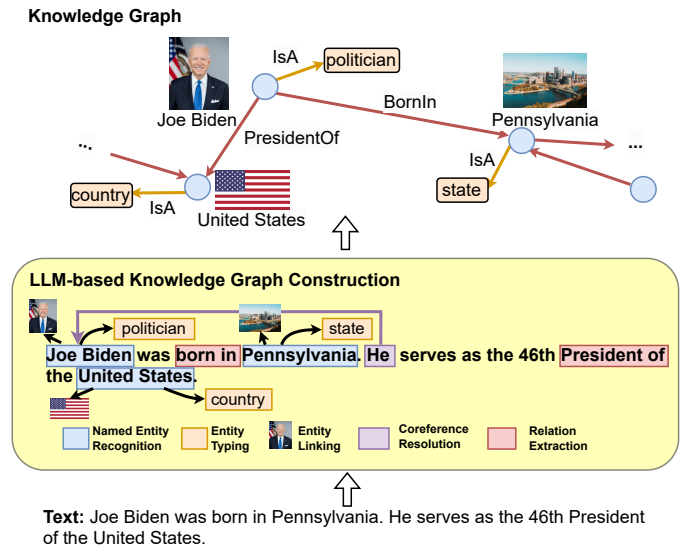 Knowledge Graph
IsA
politician
BornIn
Joe Biden
Pennsylvania
PresidentOf
...
...
IsA
country
state
IsA
United States
LLM-based Knowledge Graph Construction
politician
state
Joe Biden was born in Pennsylvania. He serves as the 46th President of
the United States.
country
Named Entity
Recognition
Entity
Typing
Entity
Linking
Coreference
Resolution
Relation
Extraction
Text: Joe Biden was born in Pennsylvania. He serves as the 46th President
of the United States.